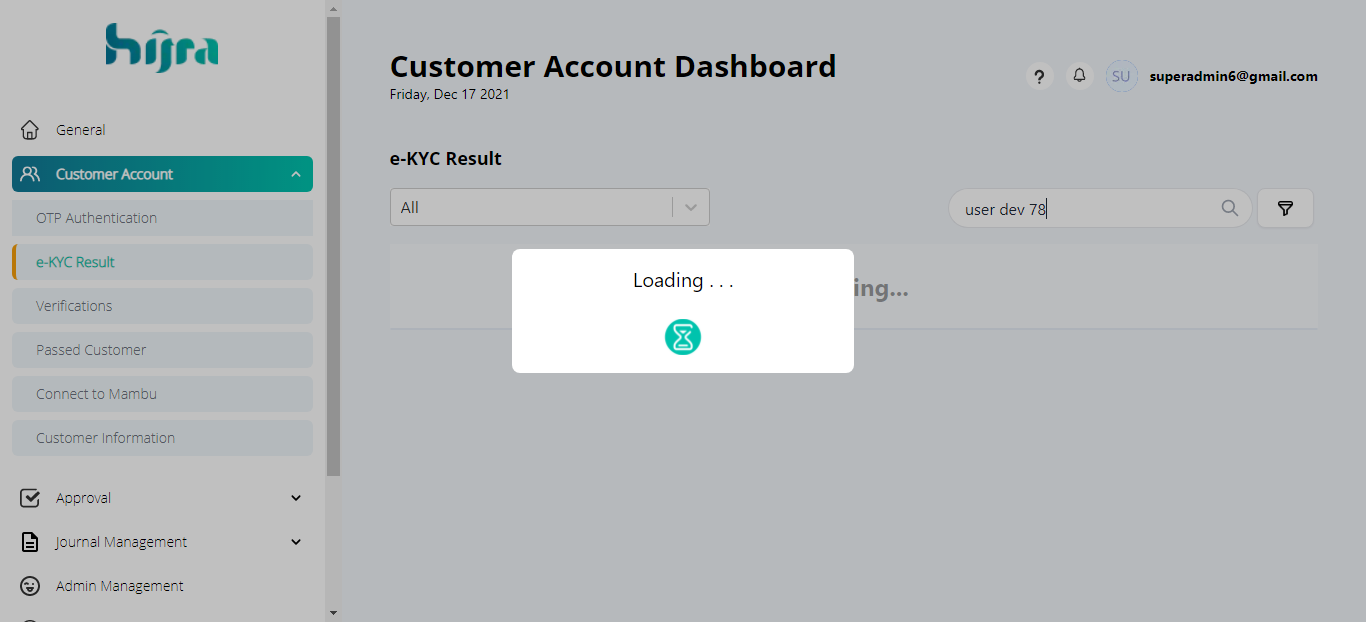 hijra
General
Customer Account
OTP Authentication
e-KYC Result
Verifications
Passed Customer
Connect to Mambu
Customer Information
Approval
Journal Management
Admin Management
Customer Account Dashboard
Friday, Dec 17 2021
?
SU
superadmin6@gmail.com
e-KYC Result
All
user dev 78
ing...
Loading . . .